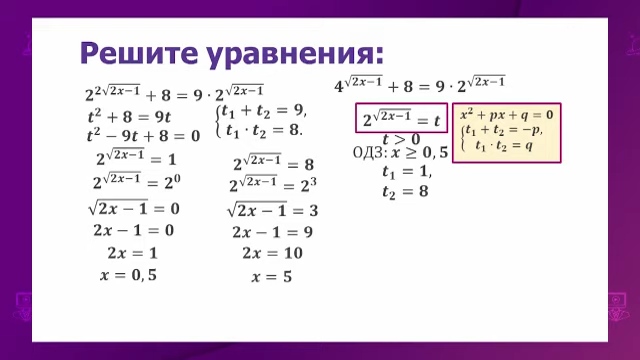 Решите уравнения:
4^{√(2x−1)} + 8 = 9 · 2^{√(2x−1)}
2^{2√(2x−1)} + 8 = 9 · 2^{√(2x−1)}
t² + 8 = 9t
t² − 9t + 8 = 0
{t₁ + t₂ = 9,
t₁ · t₂ = 8.
2^{√(2x−1)} = 1
2^{√(2x−1)} = 2⁰
√(2x − 1) = 0
2x − 1 = 0
2x = 1
x = 0,5
2^{√(2x−1)} = 8
2^{√(2x−1)} = 2³
√(2x − 1) = 3
2x − 1 = 9
2x = 10
x = 5
2^{√(2x−1)} = t
t > 0
ОДЗ: x ≥ 0,5
t₁ = 1,
t₂ = 8
x² + px + q = 0
{t₁ + t₂ = −p,
t₁ · t₂ = q